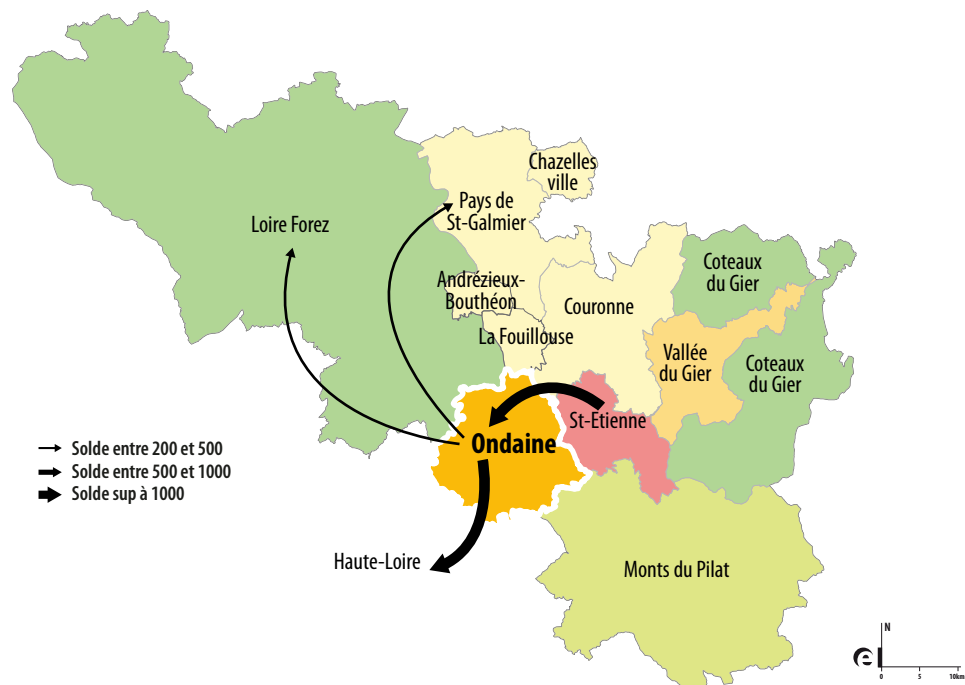 Chazelles
ville
Pays de
St-Galmier
Loire Forez
Coteaux
du Gier
Andrézieux-
Bouthéon
Couronne
La Fouillouse
Vallée
du Gier
Coteaux
du Gier
St-Etienne
Ondaine
Solde entre 200 et 500
Solde entre 500 et 1000
Solde sup à 1000
Haute-Loire
Monts du Pilat
N
e
0 5 10km